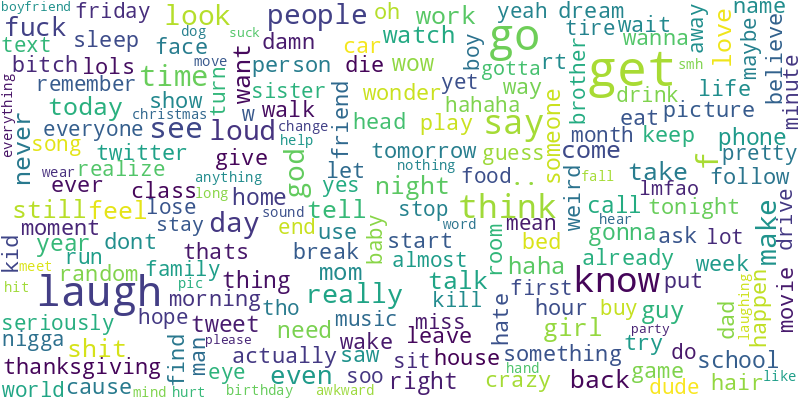 boyfriend
friday
look
people
oh
work
yeah dream
name
fuck
dog
suck
go
rt wait
away
text
sleep
face
damn
car
watch
boy
tire
wanna
love
maybe
believe
minute
bitch lols
move
want
person
die
wow
gotta
get
smh
everything
remember
time
turn
sister
wonder
yet
way
brother
life
today
show
christmas
w
walk
hahaha
someone
drink
picture
never
everyone
see
loud
change
friend
head
play
say
eat
month
keep
phone
song
twitter
give
god
help
tomorrow
guess
come
f
pretty
realize
anything
let
nothing
food
weird
take
follow
wear
ever
class
long
home
yes
night
..
think
fall
lmfao
still
feel
lose
day
tell
stop
call
tonight
make
drive
moment
stay
sound
end
use
baby
word
mean
hear
gonna
ask
lot
kid
year
dont
thats
break
start
room
bed
already
week
happen
movie
meet
run
family
mom
almost
haha
know
put
laughing
hit
random
pic
thing
really
talk
first
laugh
morning
tho
kill
hate
hour
buy
guy
dad
seriously
hope
tweet
need
music
miss
girl
party
nigga
shit
find
man
please
wake
leave
something
try
do
thanksgiving
actually
saw
sit
house
school
world
cause
eye
even
soo
right
crazy
hand
back
game
dude
hair
like
mind
hurt
birthday
awkward